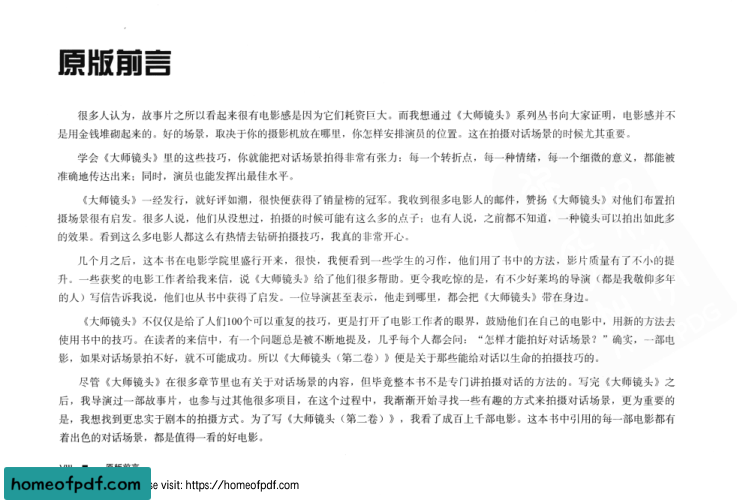 原版前言
很多人认为，故事片之所以看起来很有电影感是因为它们耗资巨大。而我想通过《大师镜头》系列丛书向大家证明，电影感并不
是用金钱堆砌起来的。好的场景，取决于你的摄影机放在哪里，你怎样安排演员的位置。这在拍摄对话场景的时候尤其重要。
学会《大师镜头》里的这些技巧，你就能把对话场景拍得非常有张力：每一个转折点，每一种情绪，每一个细微的意义，都能被
准确地传达出来；同时，演员也能发挥出最佳水平。
《大师镜头》一经发行，就好评如潮，很快便获得了销量榜的冠军。我收到很多电影人的邮件，赞扬《大师镜头》对他们布置拍
摄场景很有启发。很多人说，他们从没想过，拍摄的时候可能有这么多的点子；也有人说，之前都不知道，一种镜头可以拍出如此多
的效果。看到这么多电影人都这么有热情去钻研拍摄技巧，我真的非常开心。
几个月之后，这本书在电影学院里盛行开来，很快，我便看到一些学生的习作，他们用了书中的方法，影片质量有了不小的提
升。一些获奖的电影工作者给我来信，说《大师镜头》给了他们很多帮助。更令我吃惊的是，有不少好莱坞的导演（都是我敬仰多年
的人）写信告诉我说，他们也从书中获得了启发。一位导演甚至表示，他走到哪里，都会把《大师镜头》带在身边。
《大师镜头》不仅仅是给了人们100个可以重复的技巧，更是打开了电影工作者的眼界，鼓励他们在自己的电影中，用新的方法去
使用书中的技巧。在读者的来信中，有一个问题总是被不断地提及，几乎每个人都会问：“怎样才能拍好对话场景？”确实，一部电
影，如果对话场景拍不好，就不可能成功。所以《大师镜头（第二卷）》便是关于那些能给对话以生命的拍摄技巧的。
尽管《大师镜头》在很多章节里也有关于对话场景的内容，但毕竟整本书不是专门讲拍摄对话的方法的。写完《大师镜头》之
后，我导演过一部故事片，也参与过其他很多项目，在这个过程中，我渐渐开始寻找一些有趣的方式来拍摄对话场景，更为重要的
是，我想找到更忠实于剧本的拍摄方式。为了写《大师镜头（第二卷）》，我看了成百上千部电影。这本书中引用的每一部电影都有
着出色的对话场景，都是值得一看的好电影。
VIII ■ 原版前言
homeofpdf.com
se visit: https://homeofpdf.com